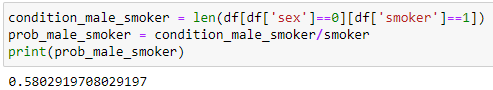 condition_male_smoker = len(df[df['sex']==0][df['smoker']==1])
prob_male_smoker = condition_male_smoker/smoker
print(prob_male_smoker)
0.5802919708029197